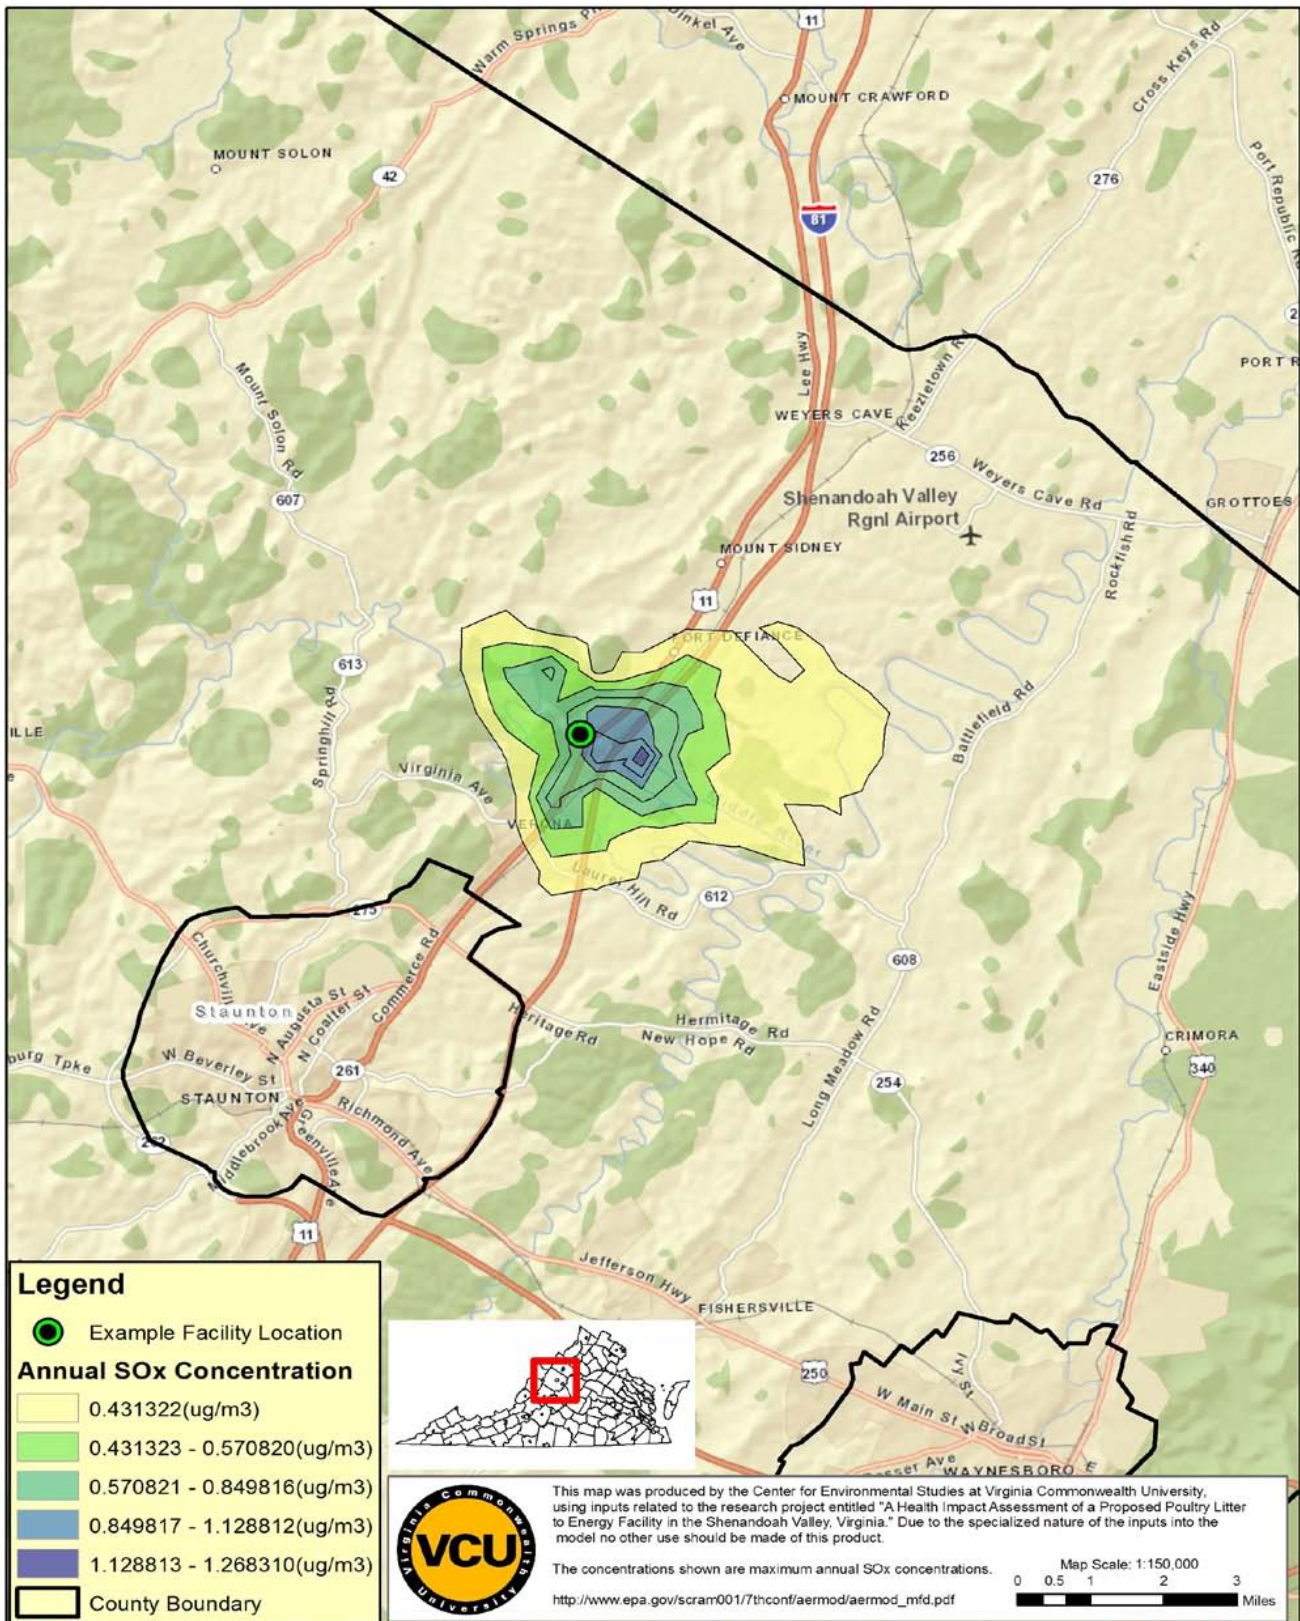 11
Dinkel Ave
Warm Springs
Cross Keys Rd
MOUNT CRAWFORD
MOUNT SOLON
42
276
Port Republic
81
Lee Hwy
Keezletown Rd
PORT R
WEYERS CAVE
Mount Solon Rd
256
Weyers Cave Rd
607
Shenandoah Valley
Rgnl Airport
GROTTOES
Rockfish Rd
MOUNT SIDNEY
11
FORT DEFIANCE
613
Springhill Rd
Battlefield Rd
ILLE
Virginia Ave
VERONA
Middle River
Laurel Hill Rd
612
275
Eastside Hwy
Churchville Ave
Commerce Rd
608
Staunton
N Augusta St
N Coalter St
Heritage Rd
Hermitage Rd
New Hope Rd
Long Meadow Rd
CRIMORA
burg Tpke
W Beverley St
261
340
254
STAUNTON
Richmond Ave
Middlebrook Ave
Greenville Ave
262
11
Jefferson Hwy
FISHERSVILLE
250
Ivy St
W Main St
W Broad St
sser Ave
WAYNESBORO
E
Legend
Example Facility Location
Annual SOx Concentration
0.431322(ug/m3)
0.431323 - 0.570820(ug/m3)
0.570821 - 0.849816(ug/m3)
0.849817 - 1.128812(ug/m3)
1.128813 - 1.268310(ug/m3)
County Boundary
Virginia Commonwealth University
VCU
This map was produced by the Center for Environmental Studies at Virginia Commonwealth University,
using inputs related to the research project entitled "A Health Impact Assessment of a Proposed Poultry Litter
to Energy Facility in the Shenandoah Valley, Virginia." Due to the specialized nature of the inputs into the
model no other use should be made of this product.
The concentrations shown are maximum annual SOx concentrations.
http://www.epa.gov/scram001/7thconf/aermod/aermod_mfd.pdf
Map Scale: 1:150,000
0 0.5 1 2 3
Miles